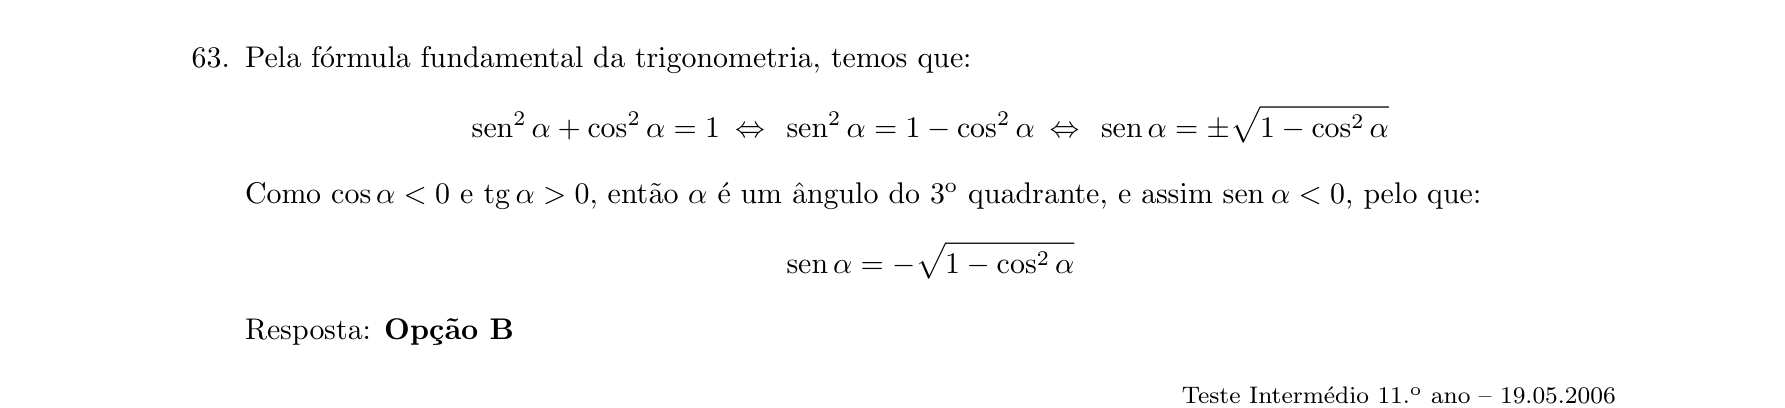 63. Pela fórmula fundamental da trigonometria, temos que:
sen² α + cos² α = 1 ⇔ sen² α = 1 − cos² α ⇔ sen α = ±√(1 − cos² α)
Como cos α < 0 e tg α > 0, então α é um ângulo do 3º quadrante, e assim sen α < 0, pelo que:
sen α = −√(1 − cos² α)
Resposta: Opção B
Teste Intermédio 11.º ano – 19.05.2006